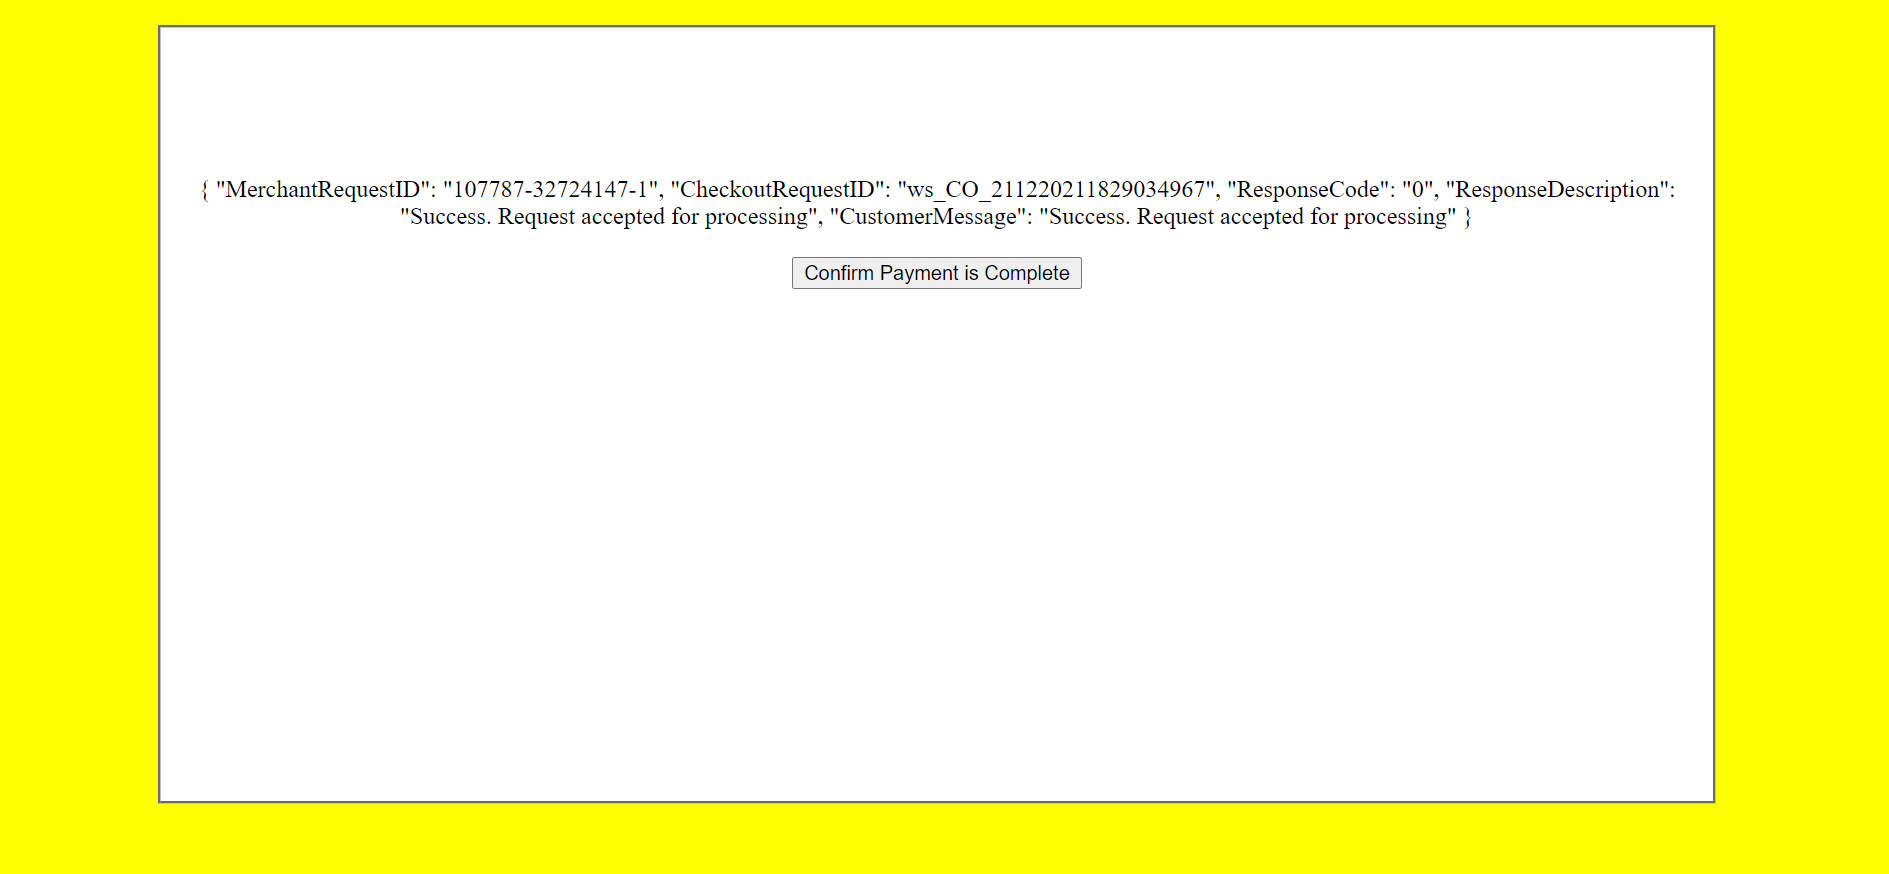 { "MerchantRequestID": "107787-32724147-1", "CheckoutRequestID": "ws_CO_211220211829034967", "ResponseCode": "0", "ResponseDescription":
"Success. Request accepted for processing", "CustomerMessage": "Success. Request accepted for processing" }
Confirm Payment is Complete